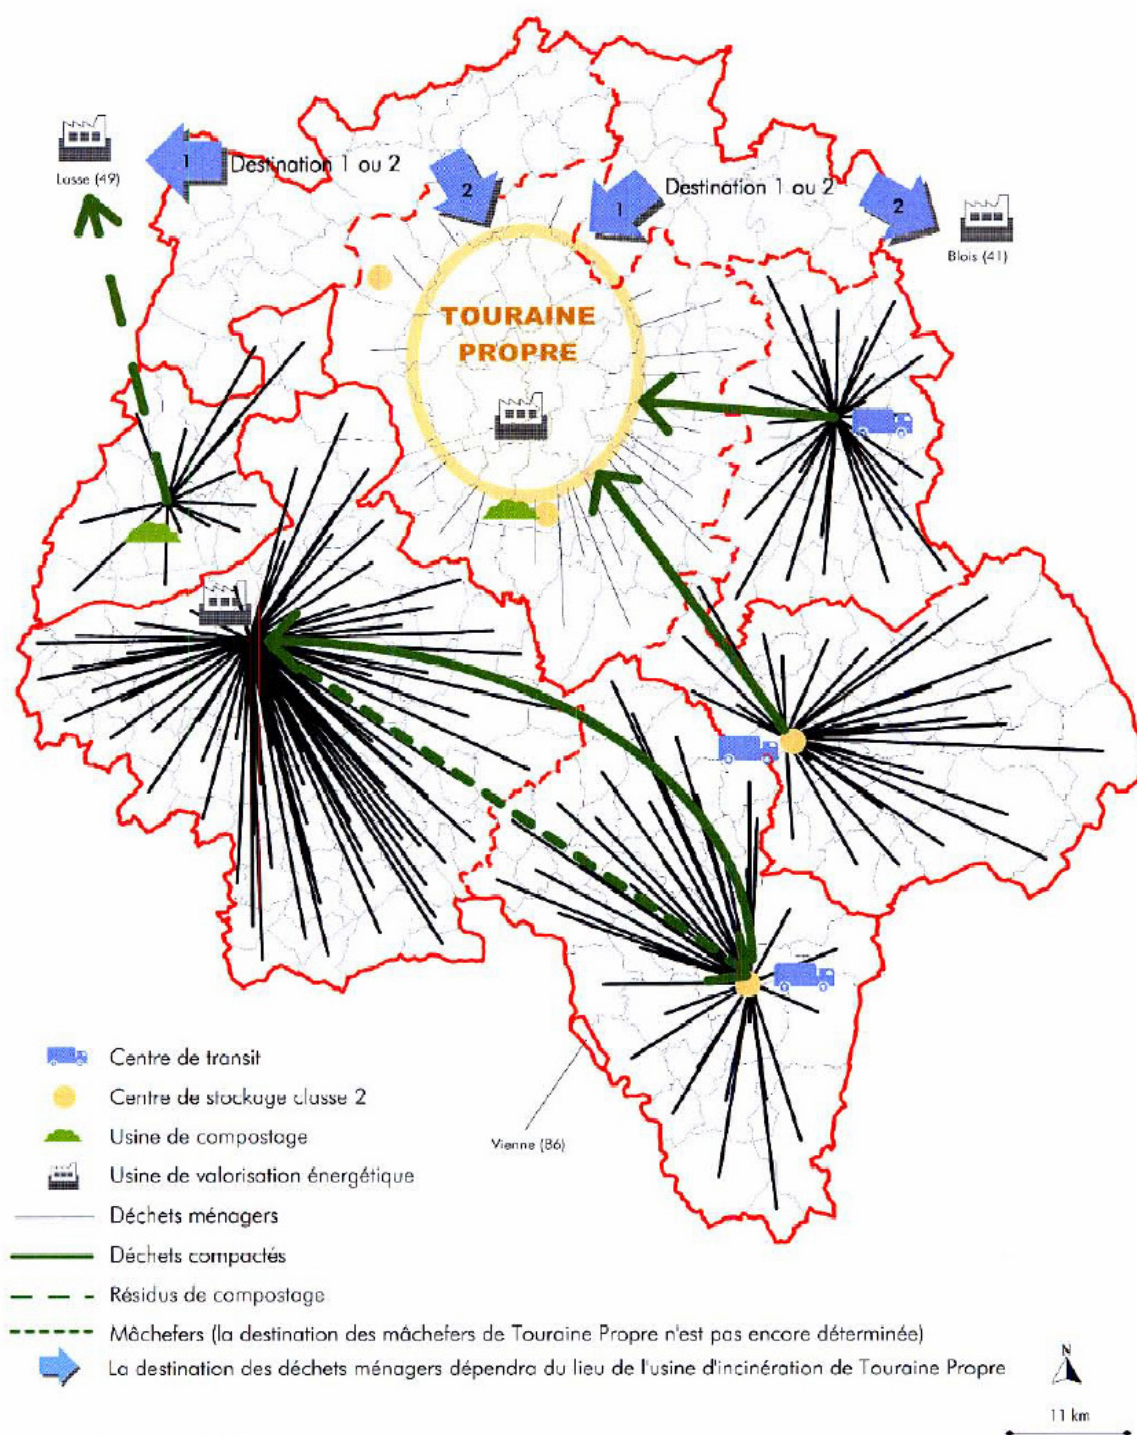 Lasse (49)
1
Destination 1 ou 2
2
1
Destination 1 ou 2
2
Blois (41)
TOURAINE
PROPRE
Vienne (86)
Centre de transit
Centre de stockage classe 2
Usine de compostage
Usine de valorisation énergétique
Déchets ménagers
Déchets compactés
Résidus de compostage
Mâchefers (la destination des mâchefers de Touraine Propre n'est pas encore déterminée)
La destination des déchets ménagers dépendra du lieu de l'usine d'incinération de Touraine Propre
N
11 km